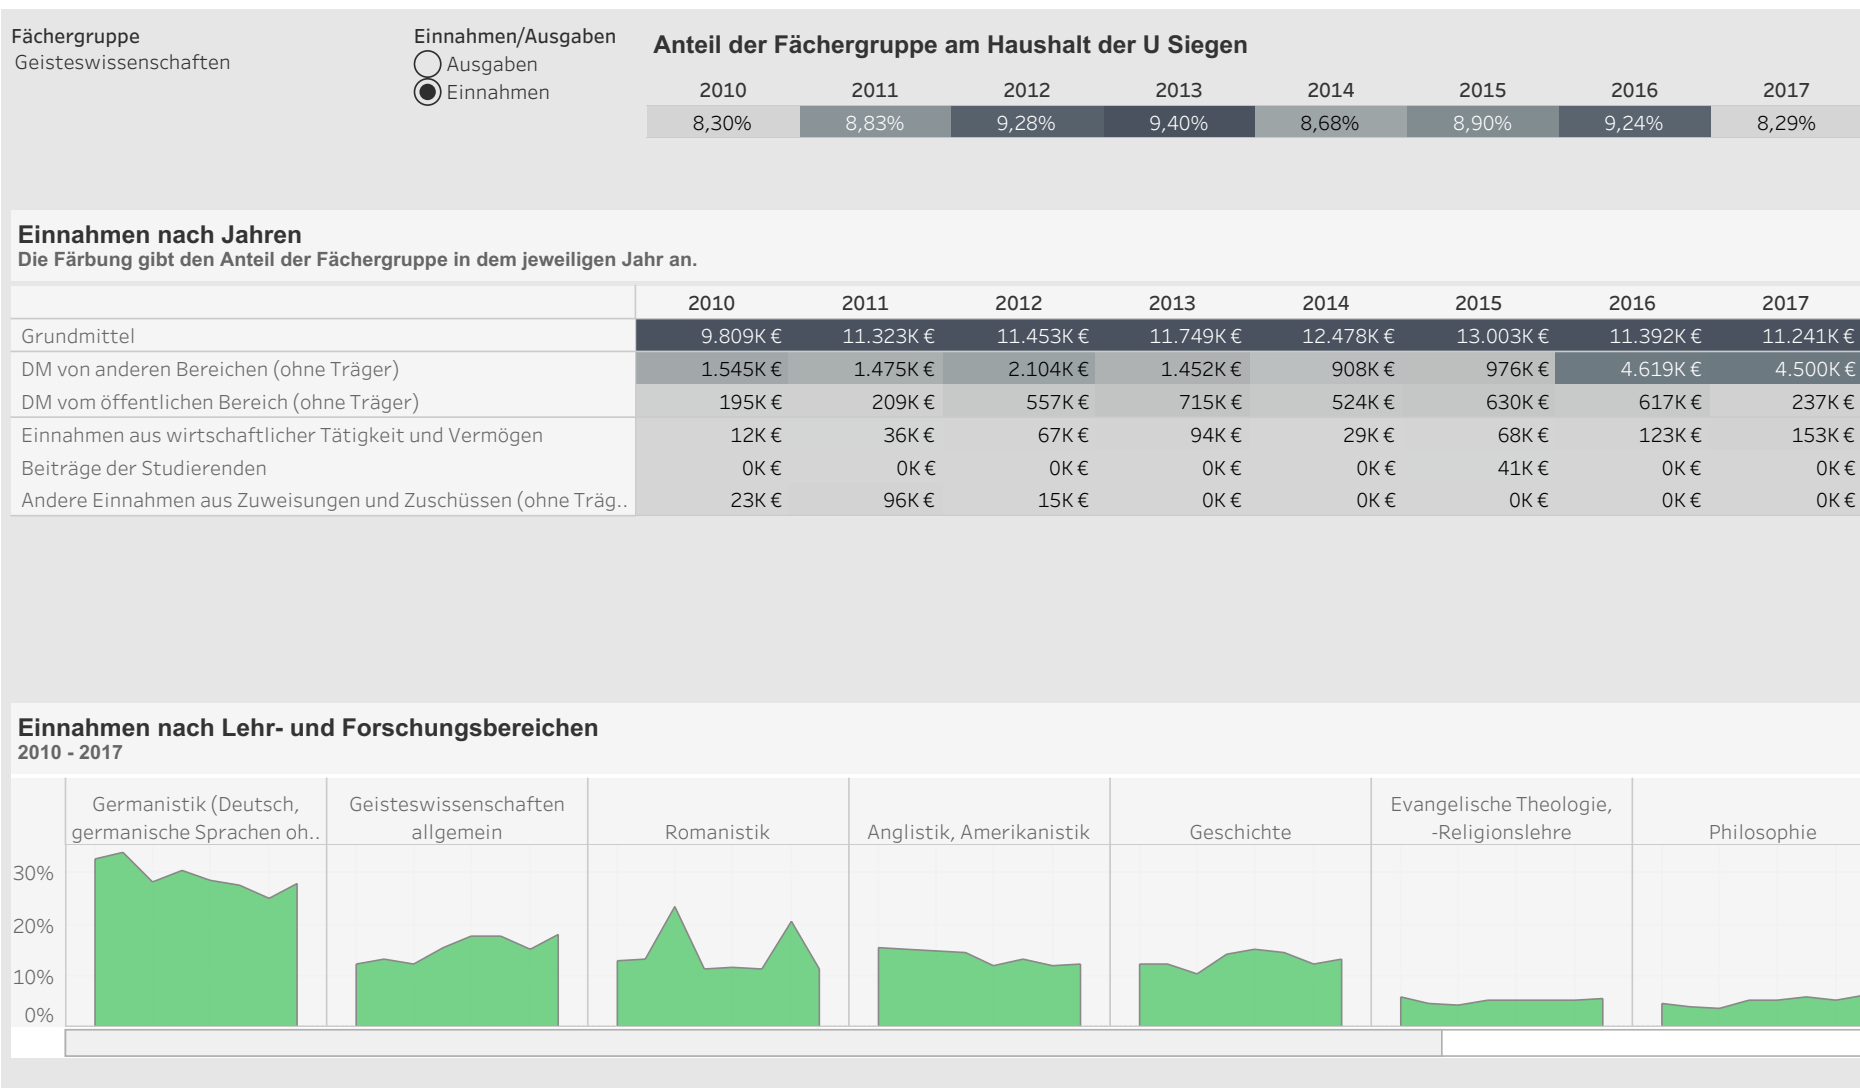 Fächergruppe
Geisteswissenschaften
Einnahmen/Ausgaben
Ausgaben
Einnahmen
Anteil der Fächergruppe am Haushalt der U Siegen
2010 2011 2012 2013 2014 2015 2016 2017
8,30% 8,83% 9,28% 9,40% 8,68% 8,90% 9,24% 8,29%
Einnahmen nach Jahren
Die Färbung gibt den Anteil der Fächergruppe in dem jeweiligen Jahr an.
2010 2011 2012 2013 2014 2015 2016 2017
Grundmittel 9.809K € 11.323K € 11.453K € 11.749K € 12.478K € 13.003K € 11.392K € 11.241K €
DM von anderen Bereichen (ohne Träger) 1.545K € 1.475K € 2.104K € 1.452K € 908K € 976K € 4.619K € 4.500K €
DM vom öffentlichen Bereich (ohne Träger) 195K € 209K € 557K € 715K € 524K € 630K € 617K € 237K €
Einnahmen aus wirtschaftlicher Tätigkeit und Vermögen 12K € 36K € 67K € 94K € 29K € 68K € 123K € 153K €
Beiträge der Studierenden 0K € 0K € 0K € 0K € 0K € 41K € 0K € 0K €
Andere Einnahmen aus Zuweisungen und Zuschüssen (ohne Träg.. 23K € 96K € 15K € 0K € 0K € 0K € 0K € 0K €
Einnahmen nach Lehr- und Forschungsbereichen
2010 - 2017
Germanistik (Deutsch,
germanische Sprachen oh..
Geisteswissenschaften
allgemein
Romanistik
Anglistik, Amerikanistik
Geschichte
Evangelische Theologie,
-Religionslehre
Philosophie
30%
20%
10%
0%